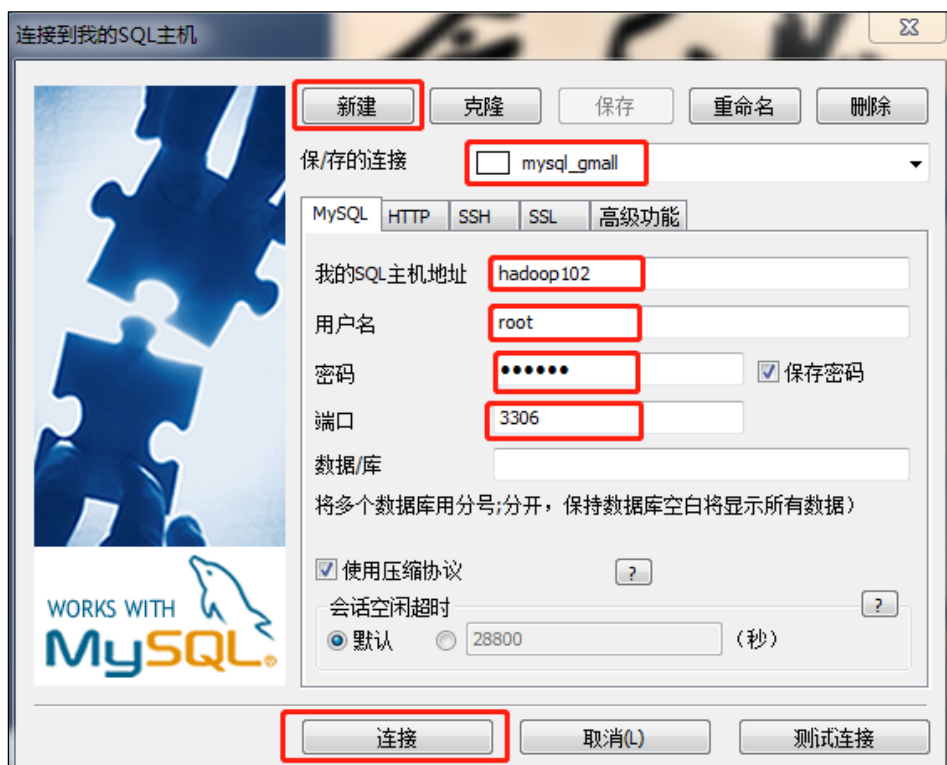 连接到我的SQL主机
新建 克隆 保存 重命名 删除
保/存的连接 mysql_gmall
MySQL HTTP SSH SSL 高级功能
我的SQL主机地址 hadoop102
用户名 root
密码 •••••• 保存密码
端口 3306
数据/库
将多个数据库用分号;分开，保持数据库空白将显示所有数据）
使用压缩协议 ?
会话空闲超时 ?
默认 28800 （秒）
WORKS WITH
MySQL®
连接 取消(L) 测试连接